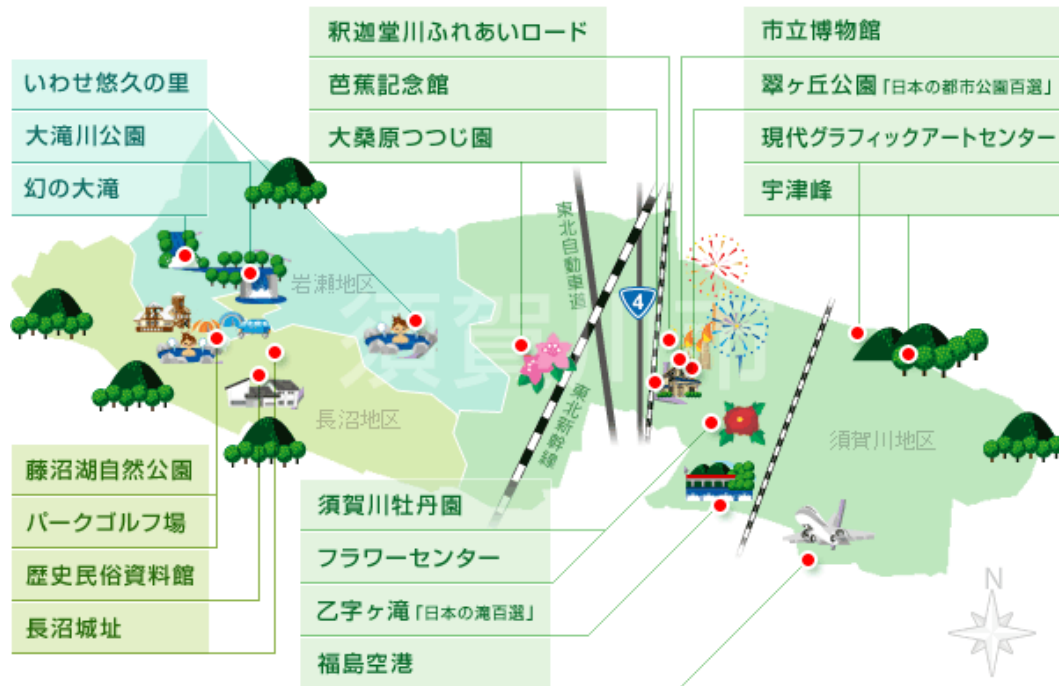 いわせ悠久の里
大滝川公園
幻の大滝
釈迦堂川ふれあいロード
芭蕉記念館
大桑原つつじ園
市立博物館
翠ヶ丘公園「日本の都市公園百選」
現代グラフィックアートセンター
宇津峰
東北自動車道
4
岩瀬地区
須賀川市
長沼地区
東北新幹線
須賀川地区
藤沼湖自然公園
パークゴルフ場
歴史民俗資料館
長沼城址
須賀川牡丹園
フラワーセンター
乙字ヶ滝「日本の滝百選」
福島空港
N